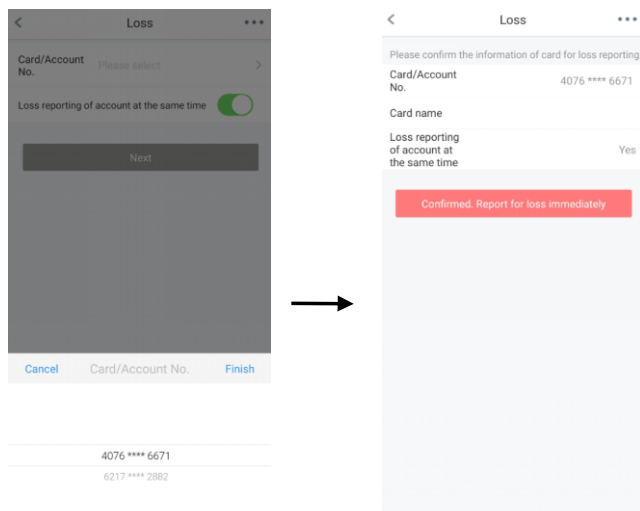 Loss
Card/Account
No.
Please select
Loss reporting of account at the same time
Next
Cancel
Card/Account No.
Finish
4076 **** 6671
6217 **** 2882
Loss
Please confirm the information of card for loss reporting
Card/Account
No.
4076 **** 6671
Card name
Loss reporting
of account at
the same time
Yes
Confirmed. Report for loss immediately